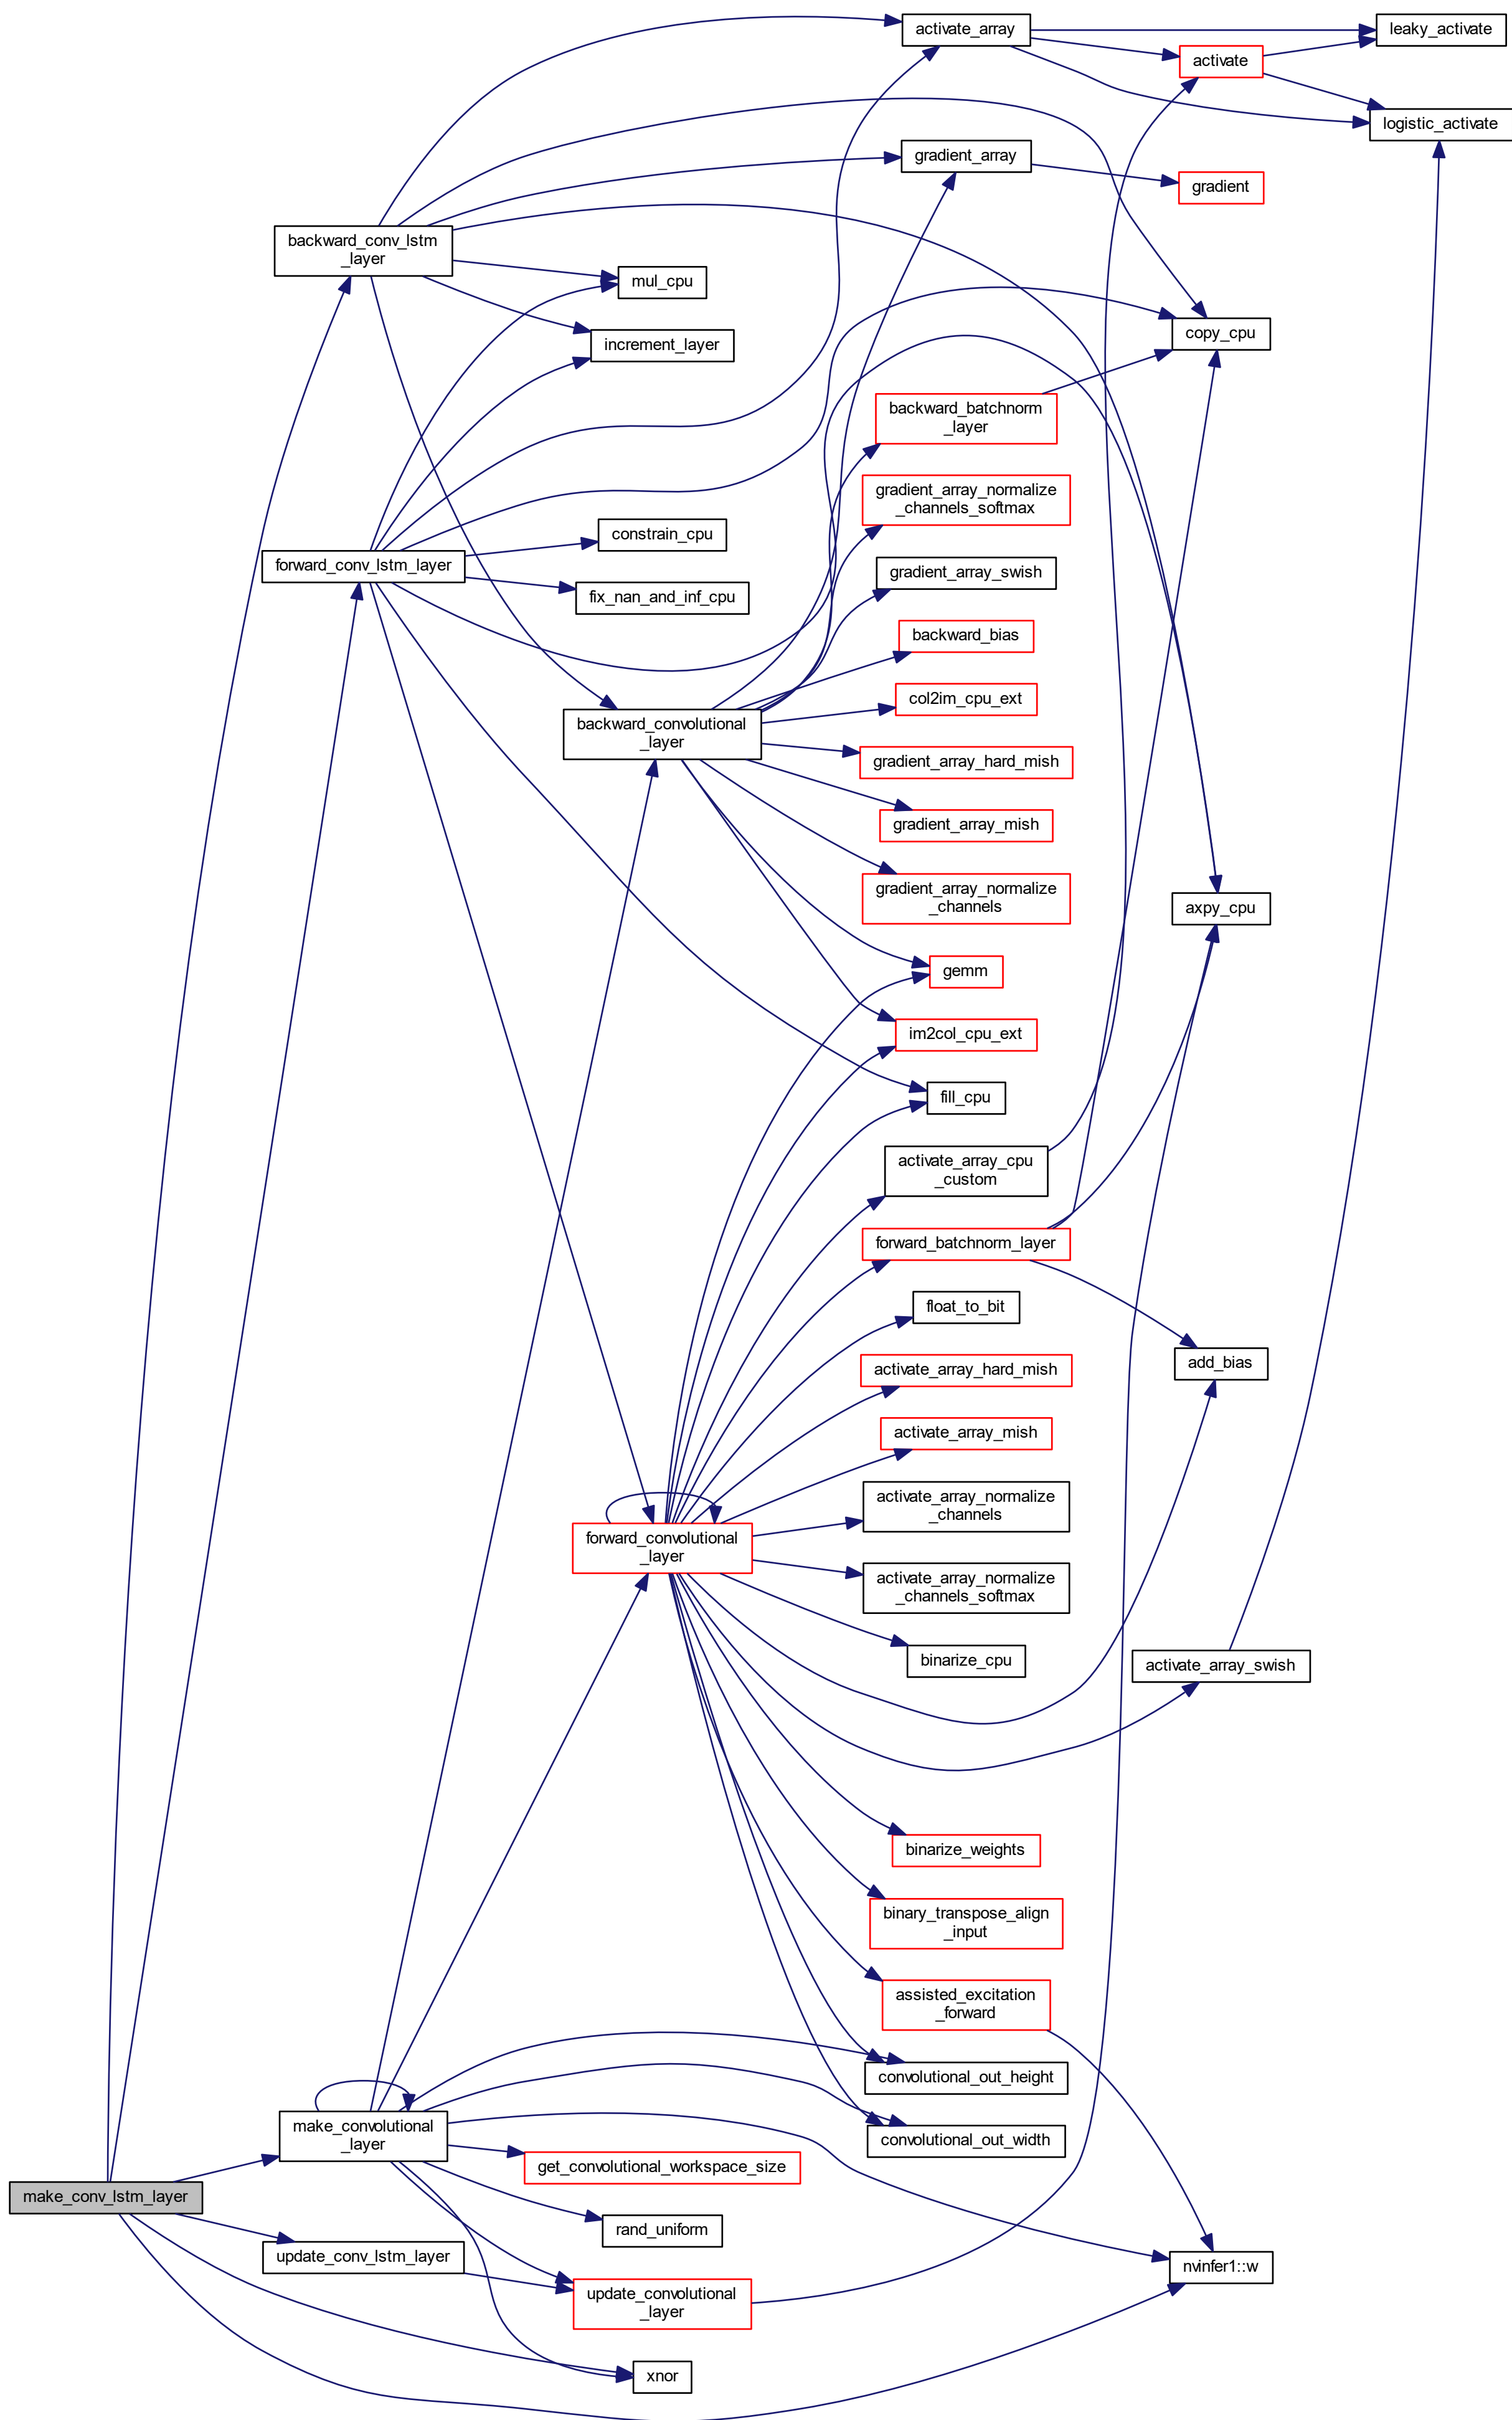 activate_array
leaky_activate
activate
logistic_activate
gradient_array
gradient
backward_conv_lstm
_layer
mul_cpu
increment_layer
copy_cpu
backward_batchnorm
_layer
gradient_array_normalize
_channels_softmax
constrain_cpu
forward_conv_lstm_layer
gradient_array_swish
fix_nan_and_inf_cpu
backward_bias
col2im_cpu_ext
backward_convolutional
_layer
gradient_array_hard_mish
gradient_array_mish
gradient_array_normalize
_channels
axpy_cpu
gemm
im2col_cpu_ext
fill_cpu
activate_array_cpu
_custom
forward_batchnorm_layer
float_to_bit
add_bias
activate_array_hard_mish
activate_array_mish
activate_array_normalize
_channels
forward_convolutional
_layer
activate_array_normalize
_channels_softmax
binarize_cpu
activate_array_swish
binarize_weights
binary_transpose_align
_input
assisted_excitation
_forward
convolutional_out_height
make_convolutional
_layer
convolutional_out_width
get_convolutional_workspace_size
make_conv_lstm_layer
rand_uniform
update_conv_lstm_layer
nvinfer1::w
update_convolutional
_layer
xnor